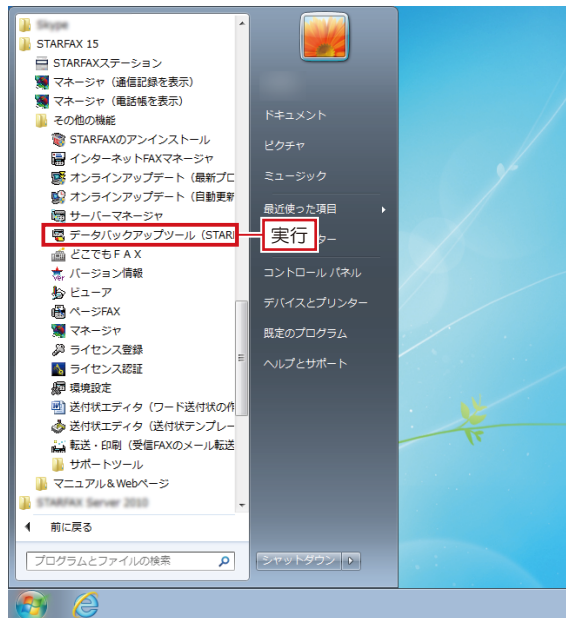 Skype
STARFAX 15
STARFAXステーション
マネージャ（通信記録を表示）
マネージャ（電話帳を表示）
その他の機能
STARFAXのアンインストール
インターネットFAXマネージャ
オンラインアップデート（最新プロ
オンラインアップデート（自動更新
サーバーマネージャ
データバックアップツール（STARI
どこでもＦＡＸ
バージョン情報
ビューア
ページFAX
マネージャ
ライセンス登録
ライセンス認証
環境設定
送付状エディタ（ワード送付状の作
送付状エディタ（送付状テンプレー
転送・印刷（受信FAXのメール転送
サポートツール
マニュアル＆Webページ
STARFAX Server 2010
前に戻る
プログラムとファイルの検索
ドキュメント
ピクチャ
ミュージック
最近使った項目
実行
ター
コントロール パネル
デバイスとプリンター
既定のプログラム
ヘルプとサポート
シャットダウン